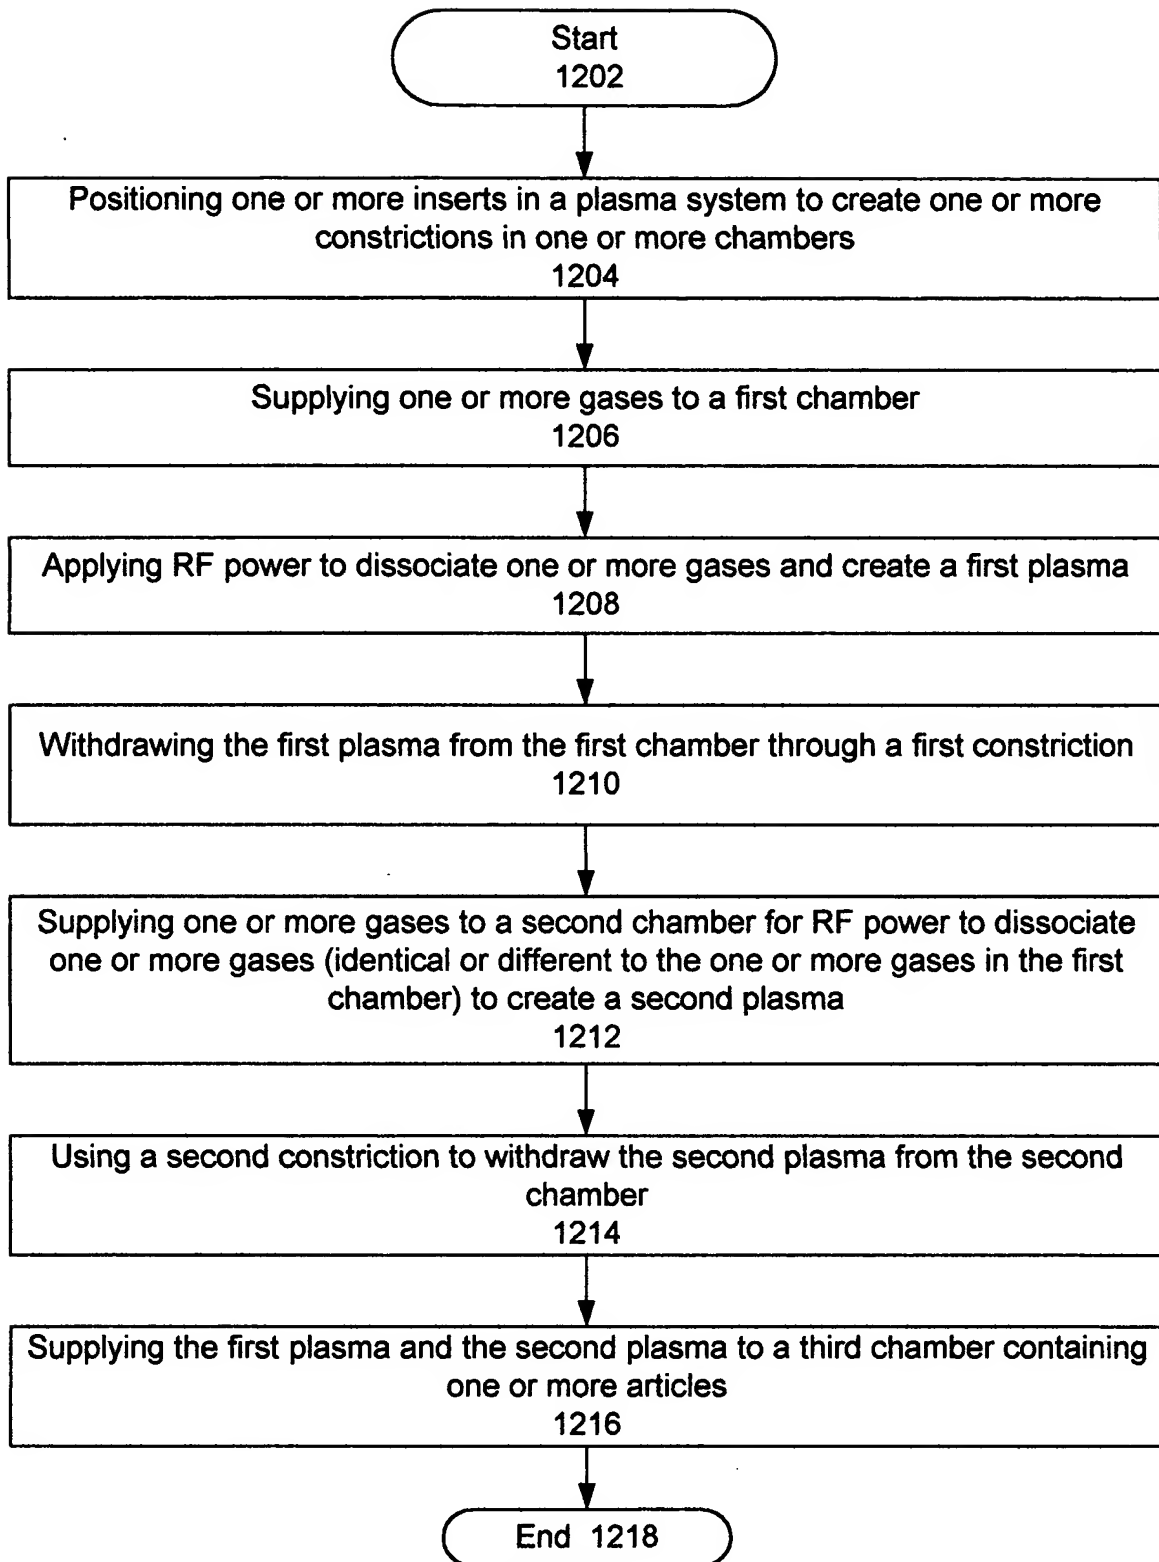 Start
1202
Positioning one or more inserts in a plasma system to create one or more
constrictions in one or more chambers
1204
Supplying one or more gases to a first chamber
1206
Applying RF power to dissociate one or more gases and create a first plasma
1208
Withdrawing the first plasma from the first chamber through a first constriction
1210
Supplying one or more gases to a second chamber for RF power to dissociate
one or more gases (identical or different to the one or more gases in the first
chamber) to create a second plasma
1212
Using a second constriction to withdraw the second plasma from the second
chamber
1214
Supplying the first plasma and the second plasma to a third chamber containing
one or more articles
1216
End 1218